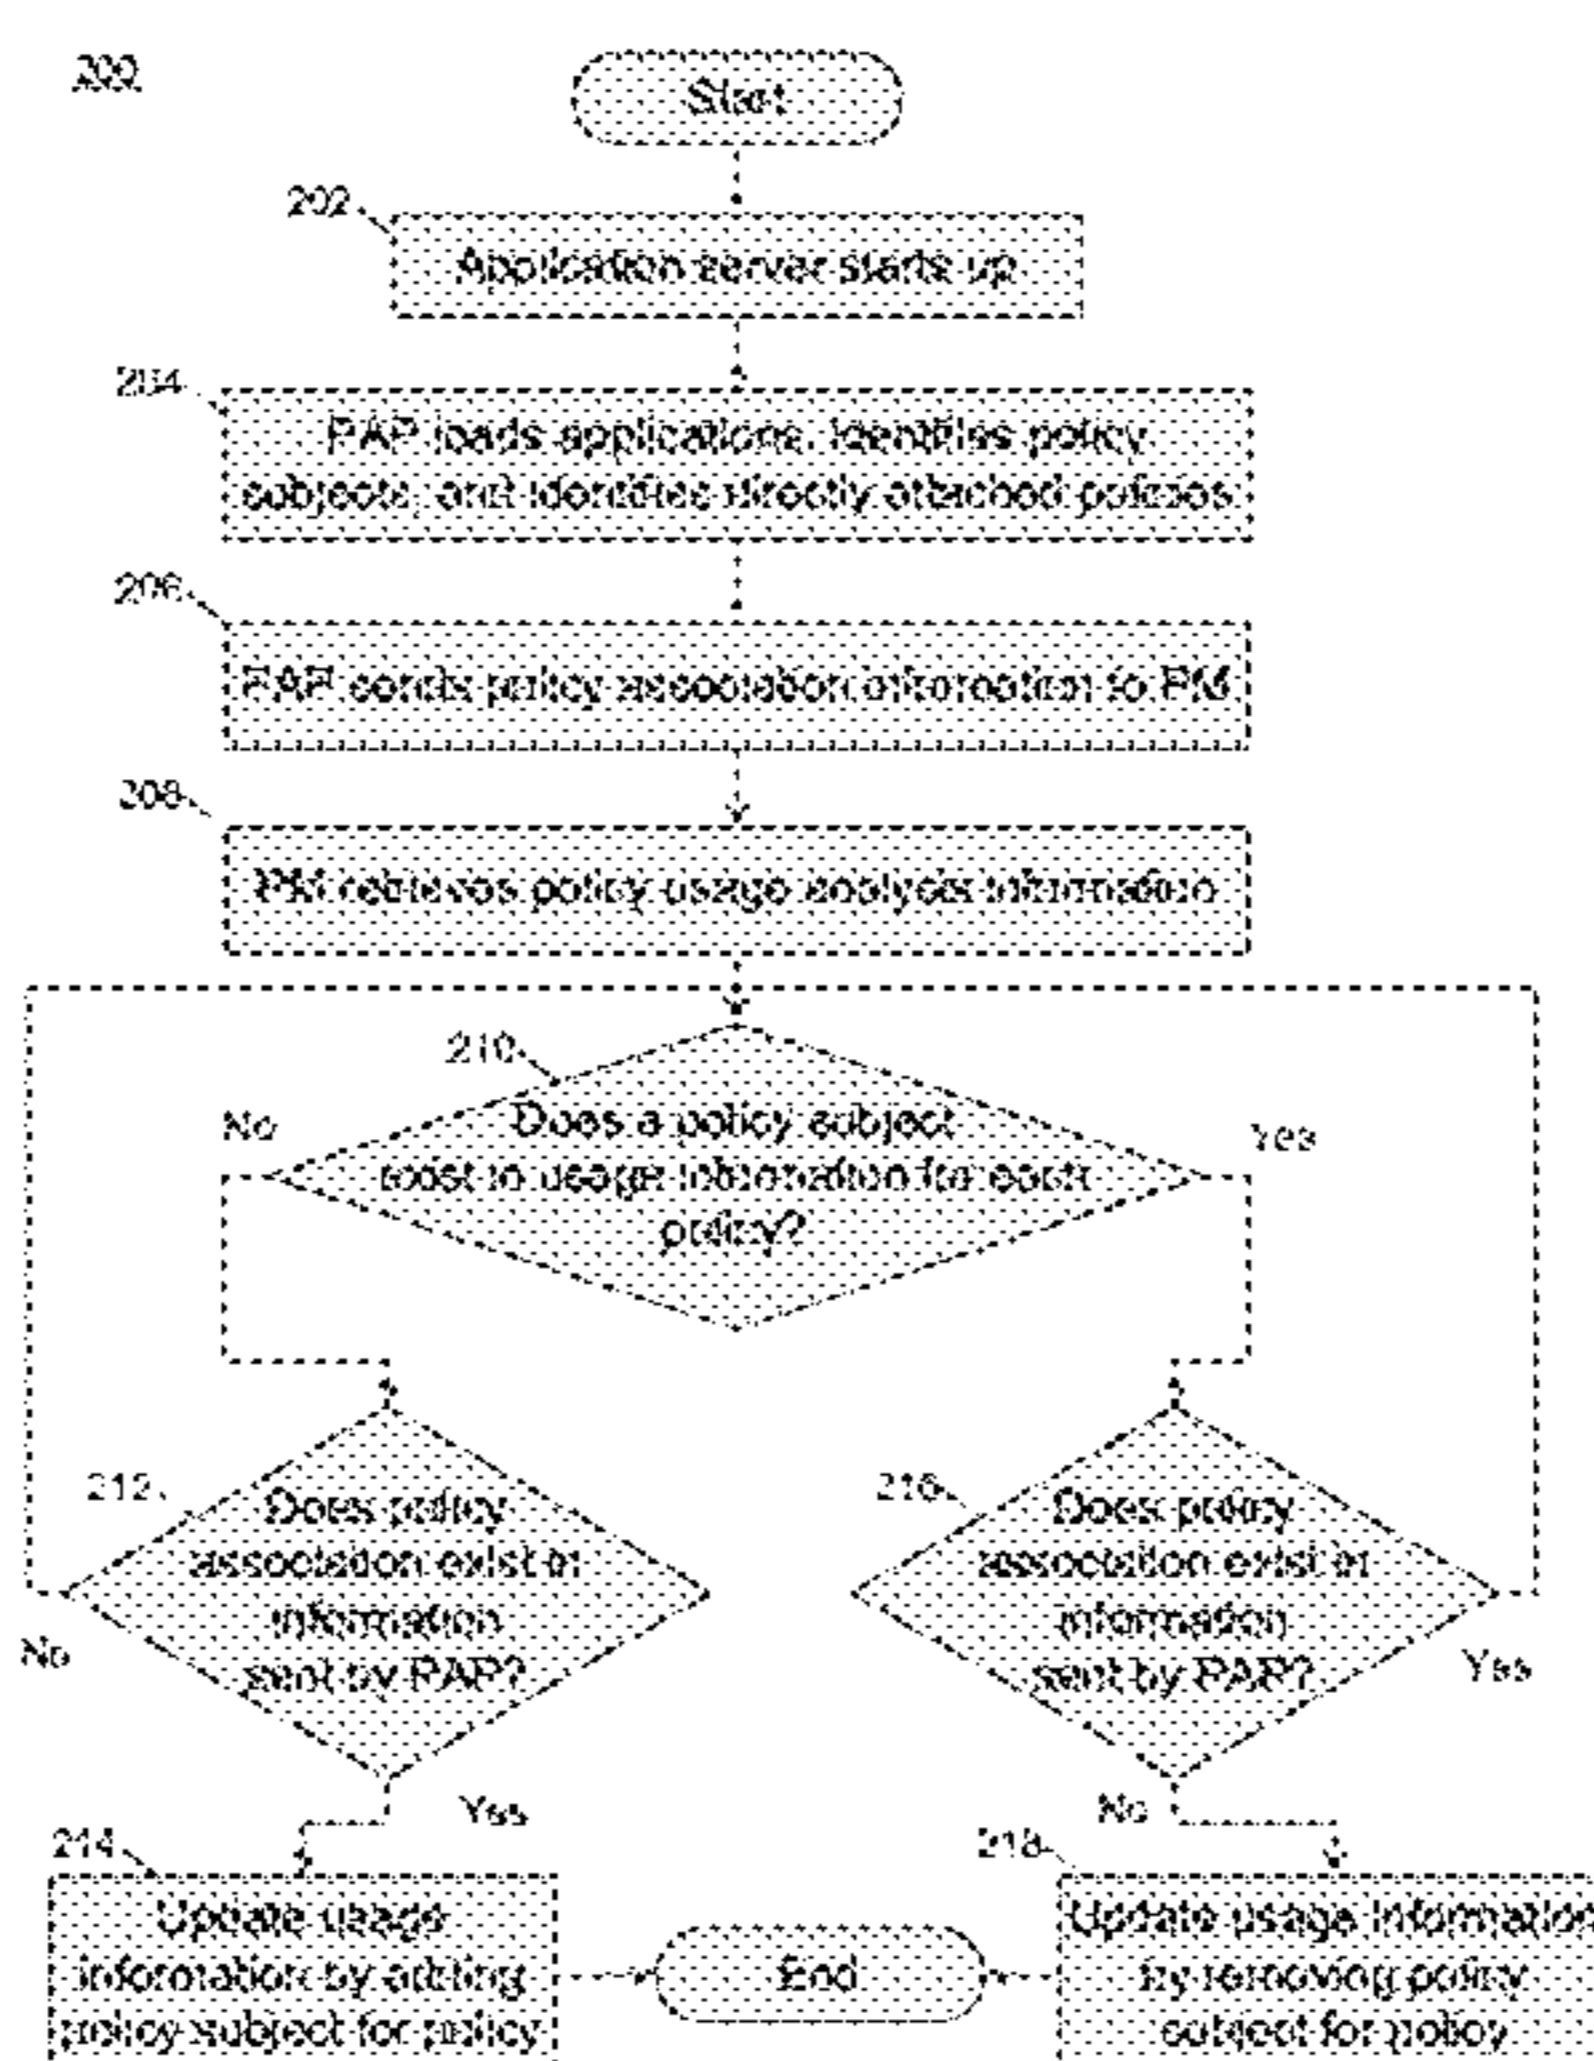 200
Start
202
Application server starts up
204
PAP loads applications, identifies policy
subjects, and identifies directly attached policies
206
PAP sends policy association information to PM
208
PM retrieves policy usage analysis information
210
No
Does a policy subject
exist in usage information for each
policy?
Yes
212
Does policy
association exist in
information
sent by PAP?
No
Yes
216
Does policy
association exist in
information
sent by PAP?
Yes
No
214
Update usage
information by adding
policy subject for policy
End
218
Update usage information
by removing policy
subject for policy